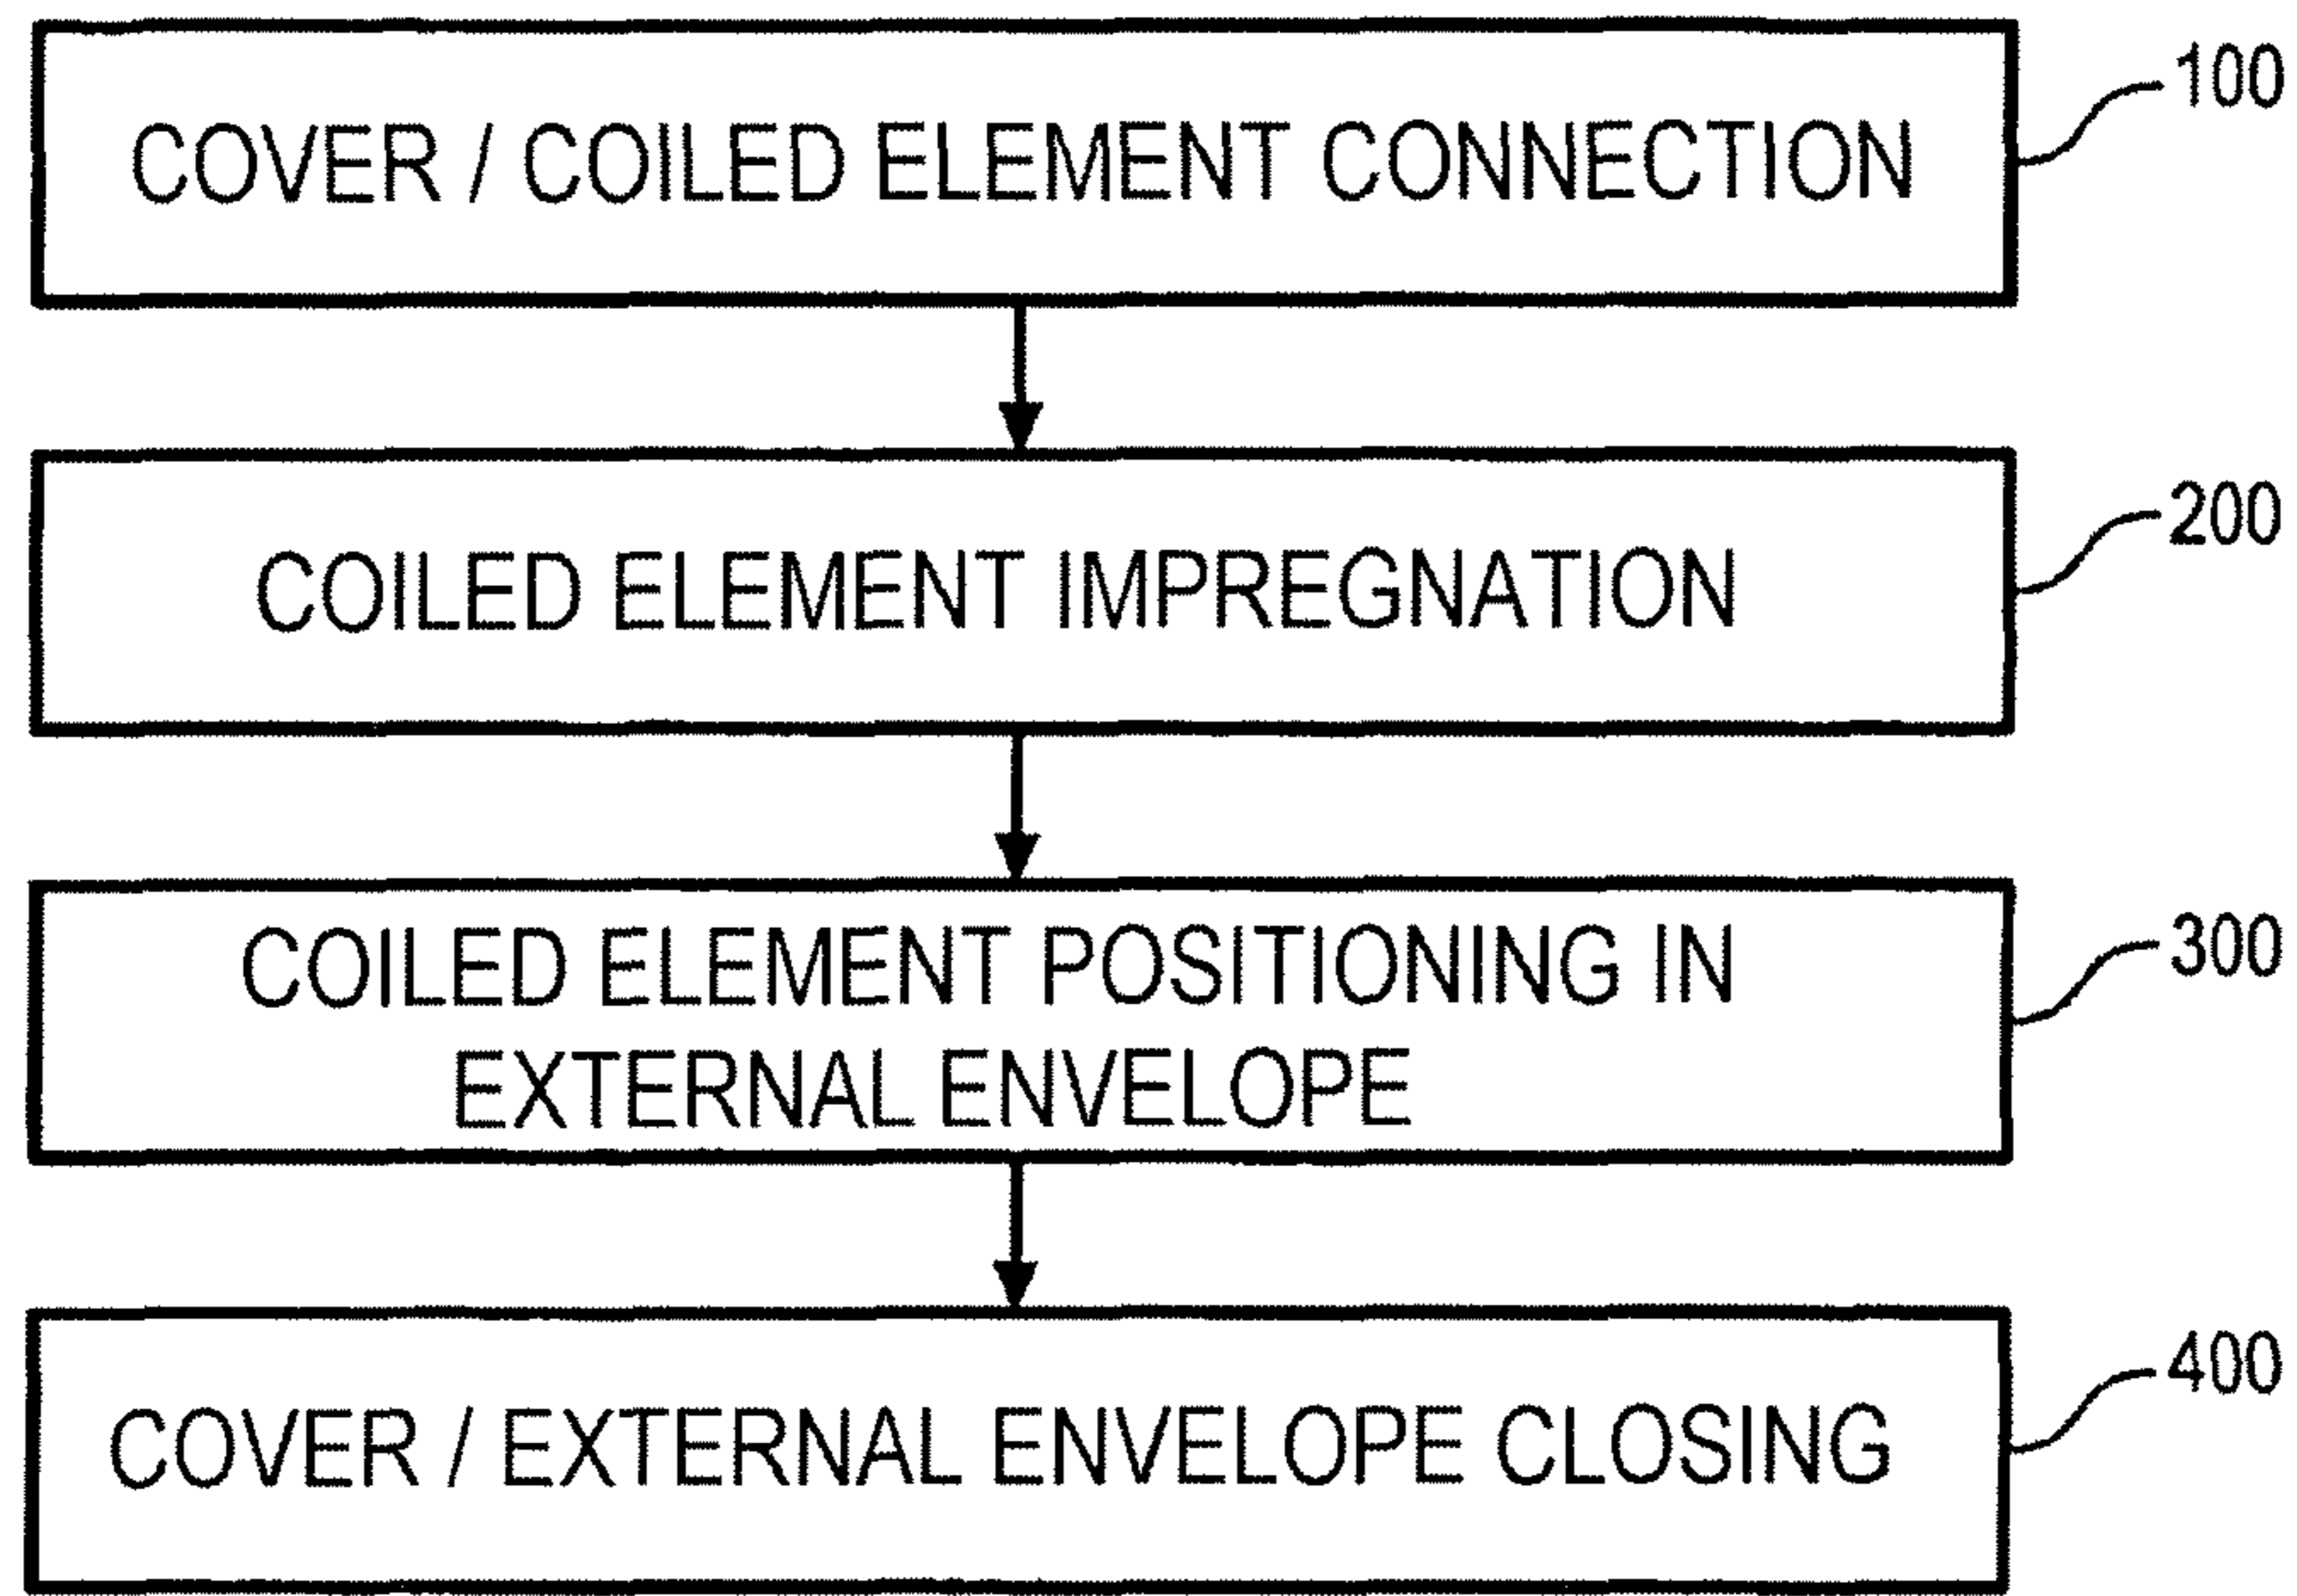 COVER / COILED ELEMENT CONNECTION
100
COILED ELEMENT IMPREGNATION
200
COILED ELEMENT POSITIONING IN
EXTERNAL ENVELOPE
300
COVER / EXTERNAL ENVELOPE CLOSING
400